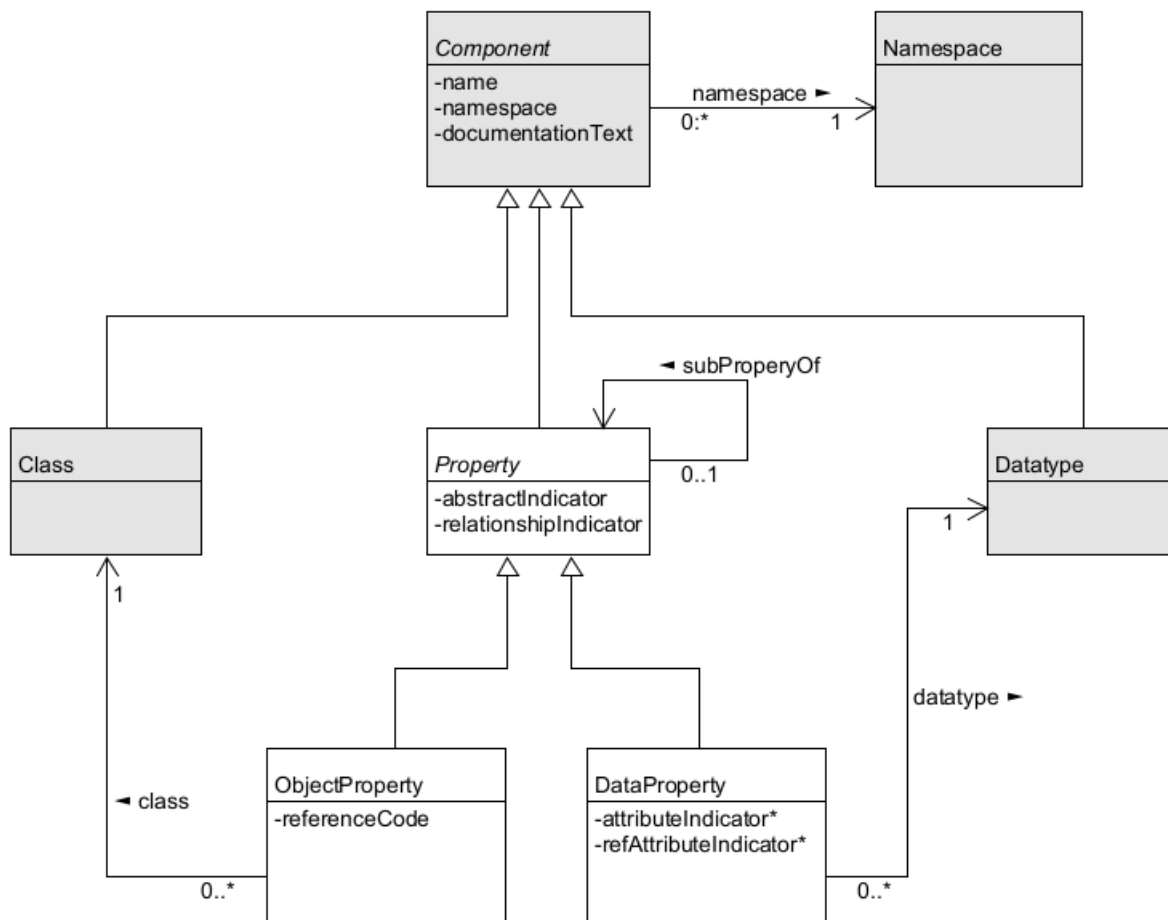 Component
-name
-namespace
-documentationText
namespace ►
0:*
1
Namespace
◄ subProperyOf
Class
Property
-abstractIndicator
-relationshipIndicator
0..1
Datatype
1
1
datatype ►
◄ class
ObjectProperty
-referenceCode
0..*
DataProperty
-attributeIndicator*
-refAttributeIndicator*
0..*